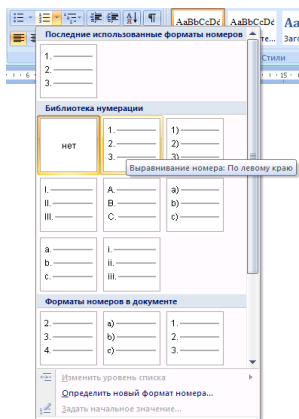 AaBbCcDd AaBbCcDd Aa
Последние использованные форматы номеров
1.
2.
3.
Стили
Библиотека нумерации
нет
1.
2.
3.
1)
2)
3)
Выравнивание номера: По левому краю
I.
II.
III.
A.
B.
C.
a)
b)
c)
a.
b.
c.
i.
ii.
iii.
Форматы номеров в документе
2.
3.
4.
a)
b)
c)
1.
2.
3.
Изменить уровень списка
Определить новый формат номера...
Задать начальное значение...